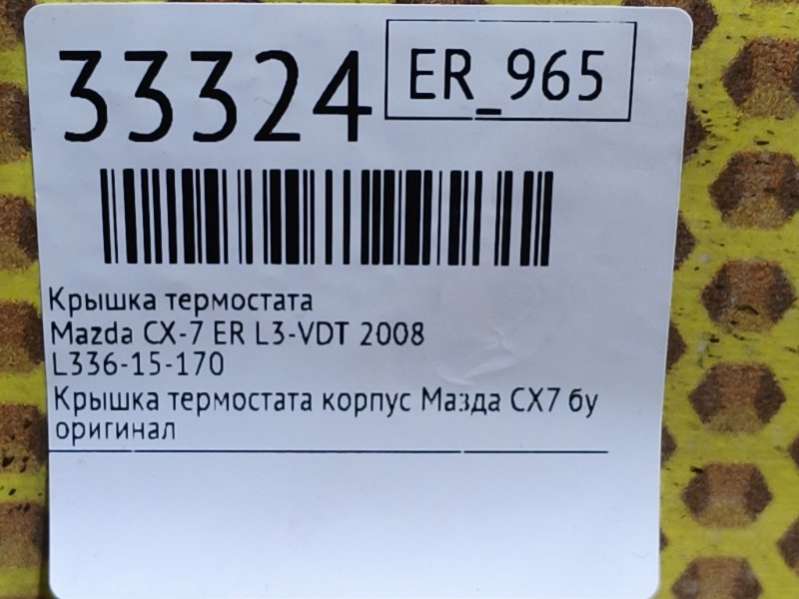 33324 ER_965
Крышка термостата
Mazda CX-7 ER L3-VDT 2008
L336-15-170
Крышка термостата корпус Мазда CX7 бу
оригинал